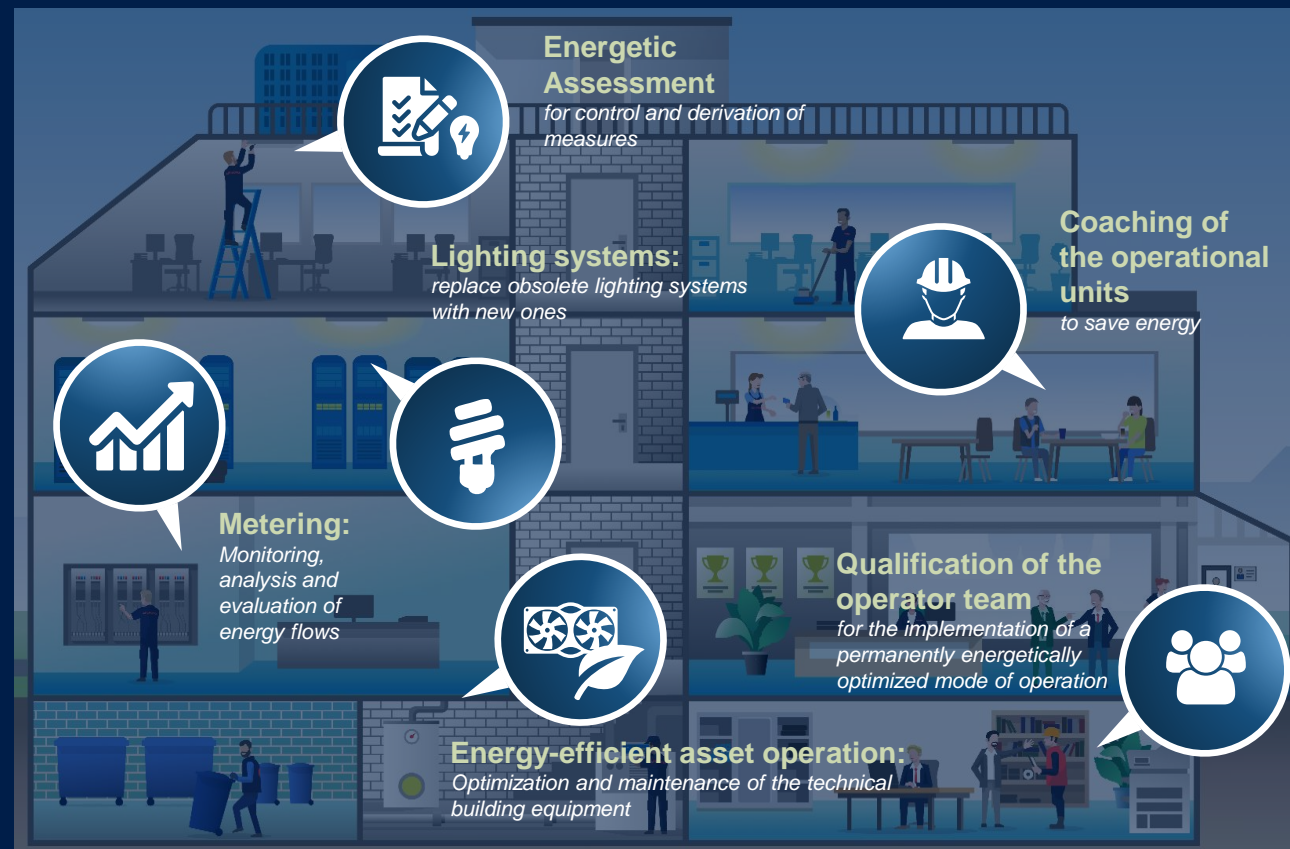 Energetic
Assessment
for control and derivation of
measures
Lighting systems:
replace obsolete lighting systems
with new ones
Coaching of
the operational
units
to save energy
Metering:
Monitoring,
analysis and
evaluation of
energy flows
Qualification of the
operator team
for the implementation of a
permanently energetically
optimized mode of operation
Energy-efficient asset operation:
Optimization and maintenance of the technical
building equipment